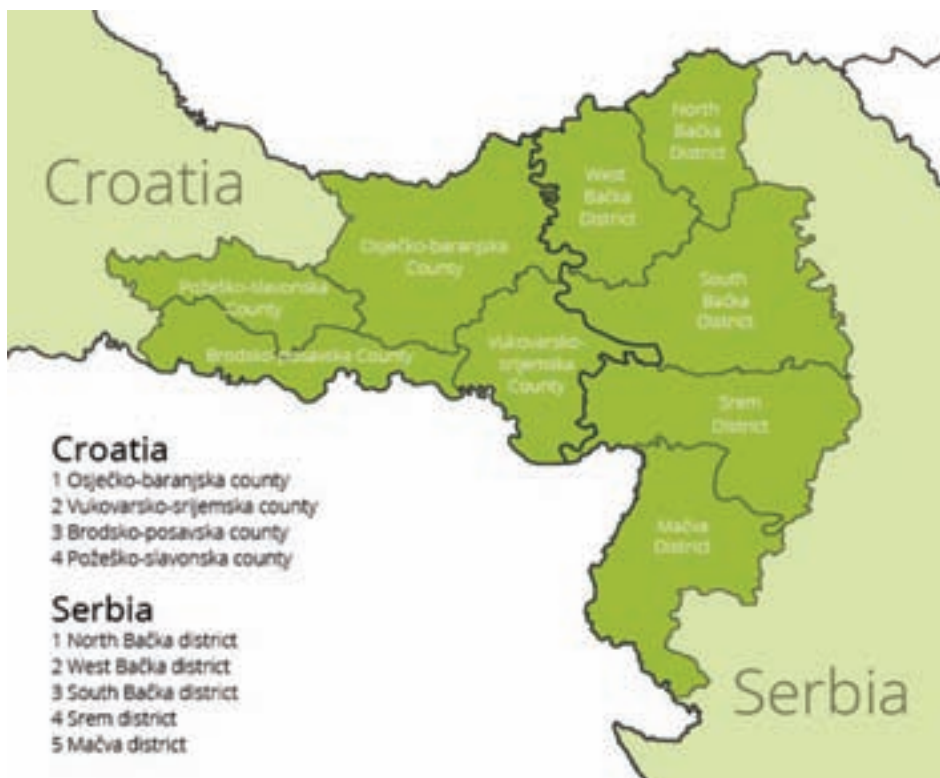 Croatia
North
Bačka
District
West
Bačka
District
Osječko-baranjska
County
South
Bačka
District
Požeško-slavonska
County
Vukovarsko-
srijemska
County
Brodsko-posavska County
Srem
District
Mačva
District
Serbia
Croatia
1 Osječko-baranjska county
2 Vukovarsko-srijemska county
3 Brodsko-posavska county
4 Požeško-slavonska county
Serbia
1 North Bačka district
2 West Bačka district
3 South Bačka district
4 Srem district
5 Mačva district